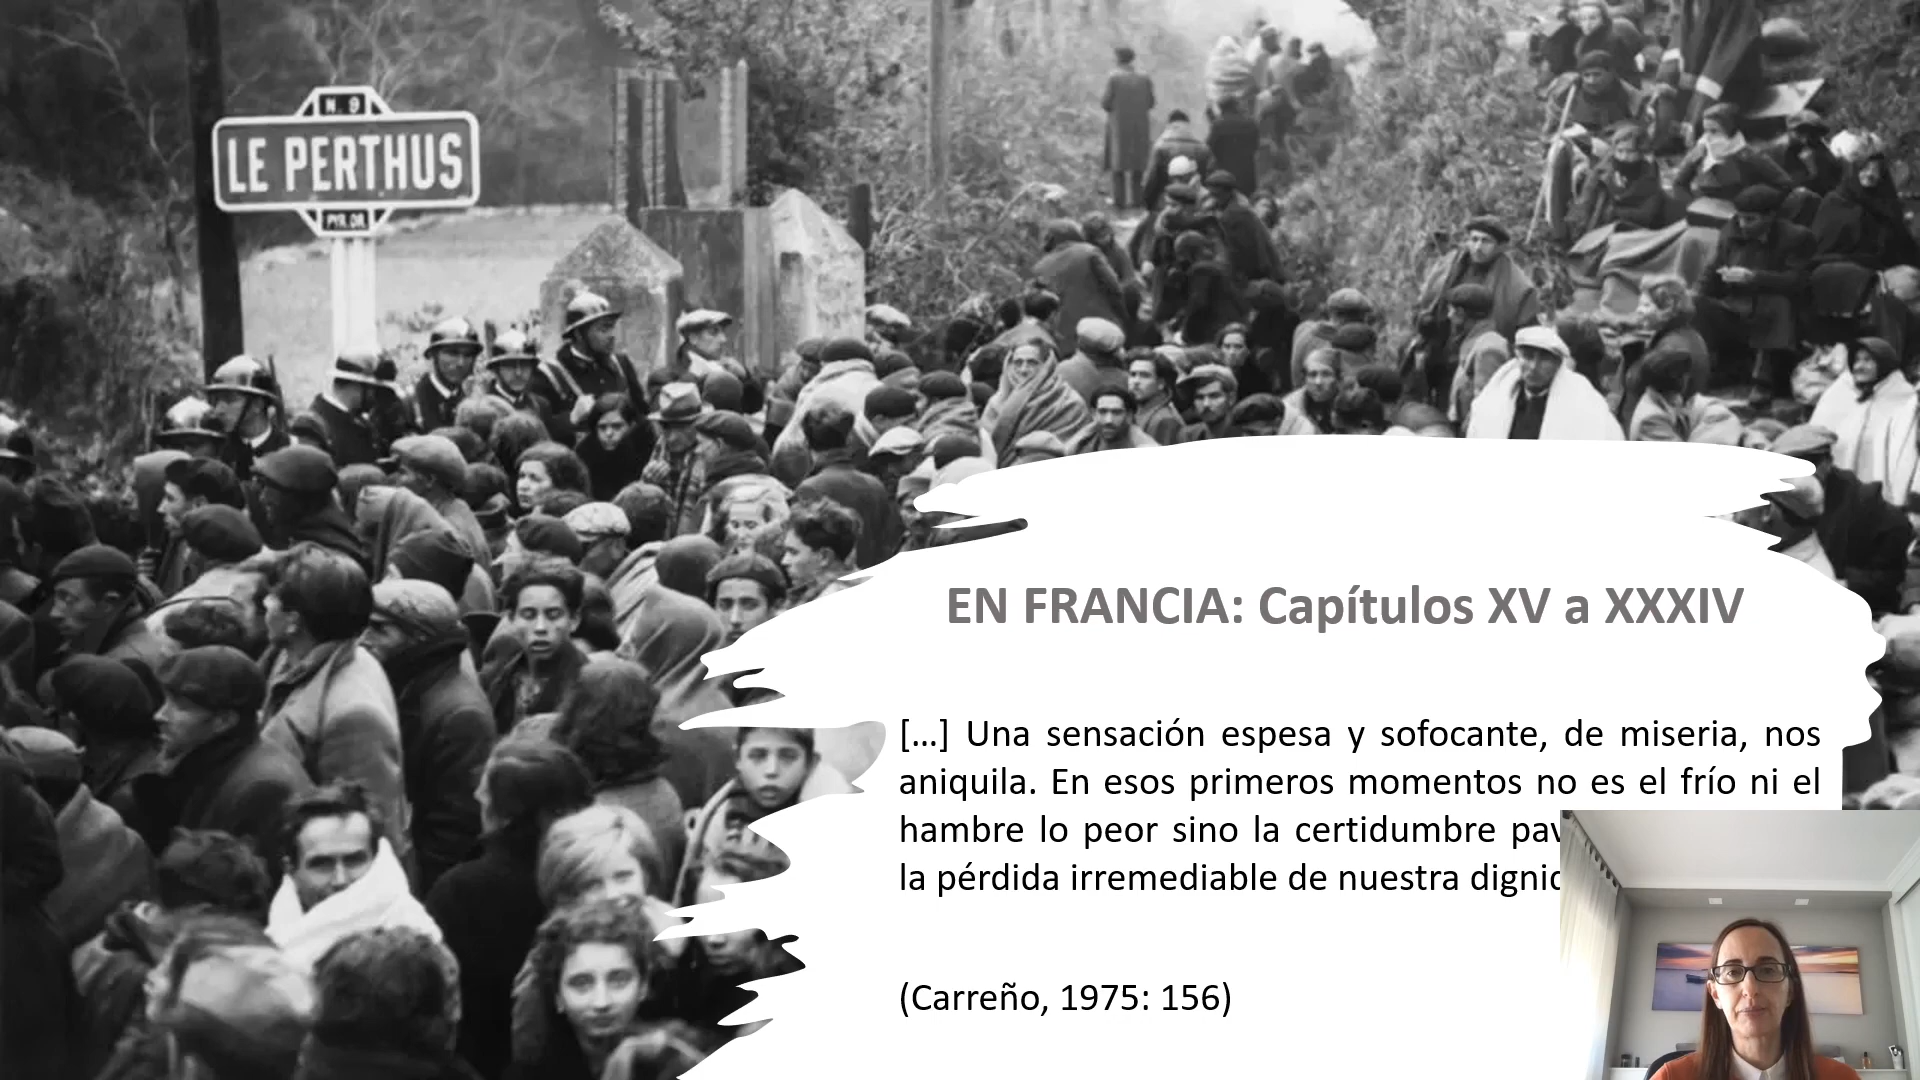 N. 9
LE PERTHUS
PYR. OR.
EN FRANCIA: Capítulos XV a XXXIV
[…] Una sensación espesa y sofocante, de miseria, nos
aniquila. En esos primeros momentos no es el frío ni el
hambre lo peor sino la certidumbre
la pérdida irremediable de nuestra
(Carreño, 1975: 156)